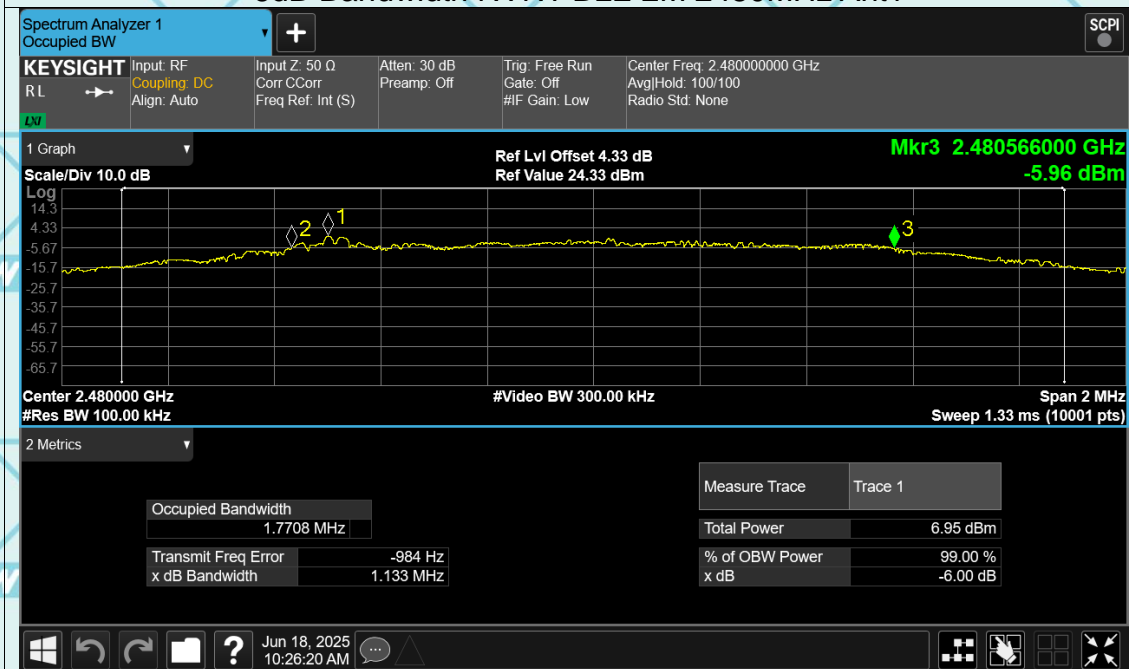 Spectrum Analyzer 1
Occupied BW
SCPI
KEYSIGHT
R L
LXI
Input: RF
Coupling: DC
Align: Auto
Input Z: 50 Ω
Corr CCorr
Freq Ref: Int (S)
Atten: 30 dB
Preamp: Off
Trig: Free Run
Gate: Off
#IF Gain: Low
Center Freq: 2.480000000 GHz
Avg|Hold: 100/100
Radio Std: None
1 Graph
Scale/Div 10.0 dB
Ref Lvl Offset 4.33 dB
Ref Value 24.33 dBm
Mkr3 2.480566000 GHz
-5.96 dBm
Log
14.3
4.33
-5.67
-15.7
-25.7
-35.7
-45.7
-55.7
-65.7
2
1
3
Center 2.480000 GHz
#Video BW 300.00 kHz
Span 2 MHz
#Res BW 100.00 kHz
Sweep 1.33 ms (10001 pts)
2 Metrics
Measure Trace Trace 1
Occupied Bandwidth
1.7708 MHz
Total Power 6.95 dBm
Transmit Freq Error -984 Hz
% of OBW Power 99.00 %
x dB Bandwidth 1.133 MHz
x dB -6.00 dB
Jun 18, 2025
10:26:20 AM